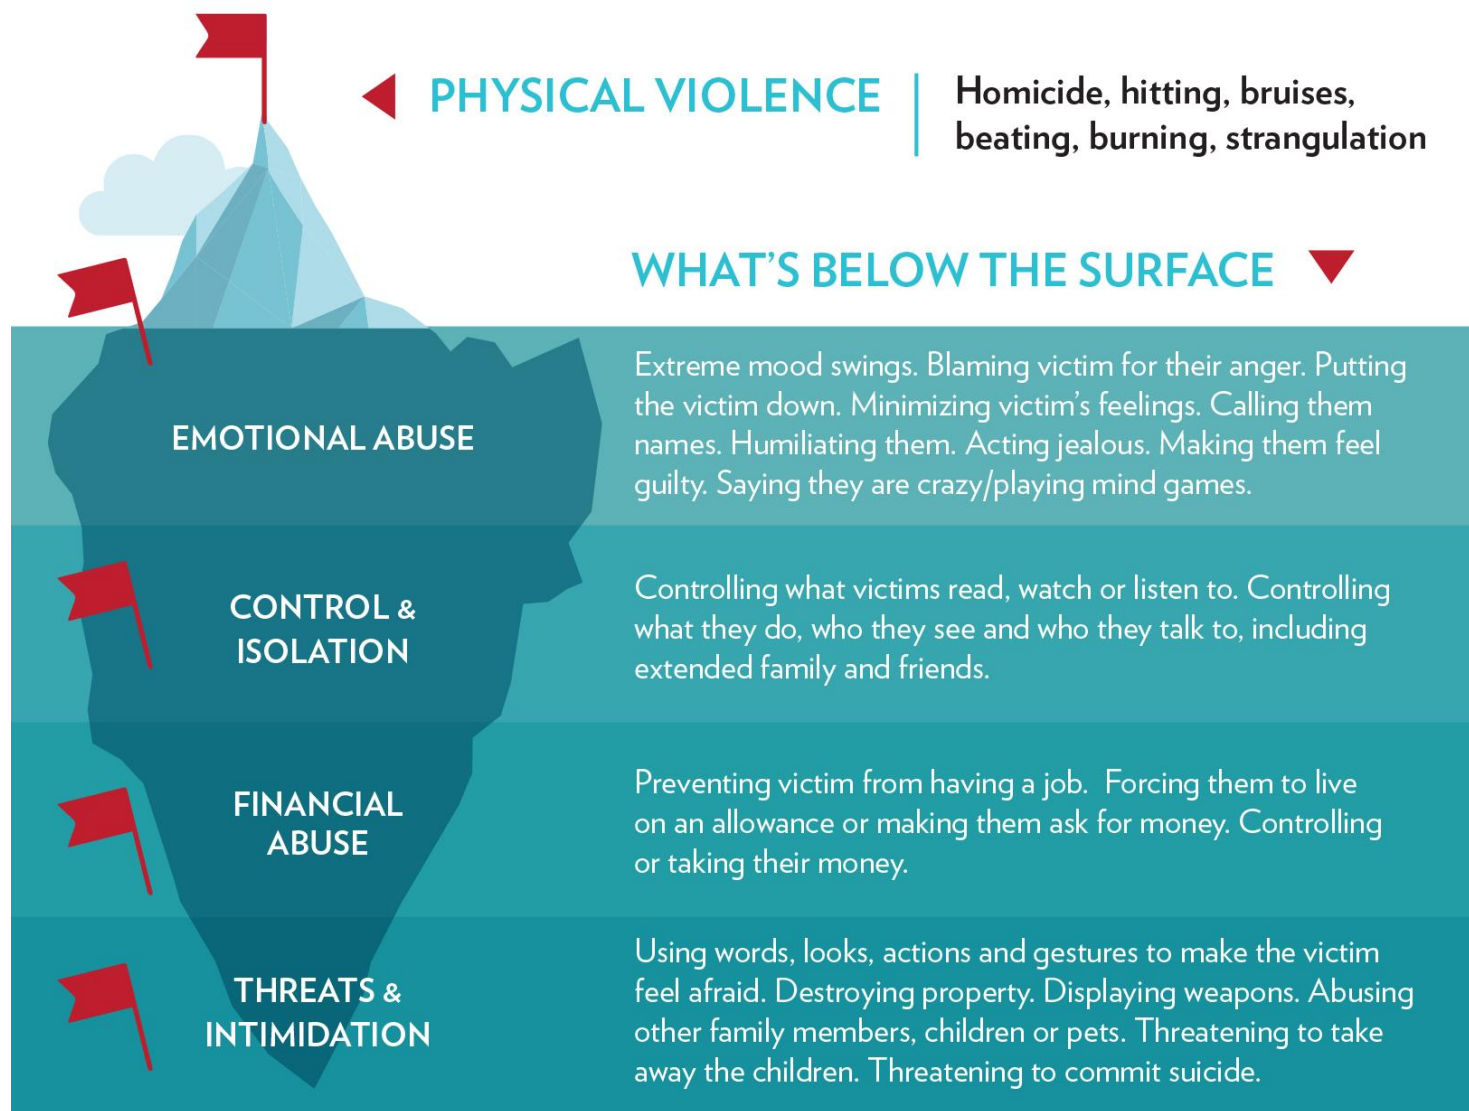 PHYSICAL VIOLENCE
Homicide, hitting, bruises,
beating, burning, strangulation
WHAT'S BELOW THE SURFACE
EMOTIONAL ABUSE
Extreme mood swings. Blaming victim for their anger. Putting
the victim down. Minimizing victim's feelings. Calling them
names. Humiliating them. Acting jealous. Making them feel
guilty. Saying they are crazy/playing mind games.
CONTROL &
ISOLATION
Controlling what victims read, watch or listen to. Controlling
what they do, who they see and who they talk to, including
extended family and friends.
FINANCIAL
ABUSE
Preventing victim from having a job. Forcing them to live
on an allowance or making them ask for money. Controlling
or taking their money.
THREATS &
INTIMIDATION
Using words, looks, actions and gestures to make the victim
feel afraid. Destroying property. Displaying weapons. Abusing
other family members, children or pets. Threatening to take
away the children. Threatening to commit suicide.